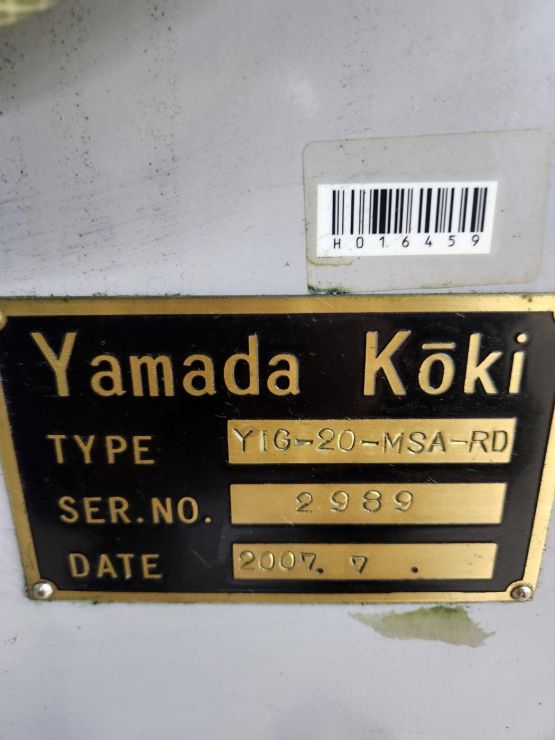 H016459
Yamada Kōki
TYPE YIG-20-MSA-RD
SER.NO. 2989
DATE 2007. 7 .